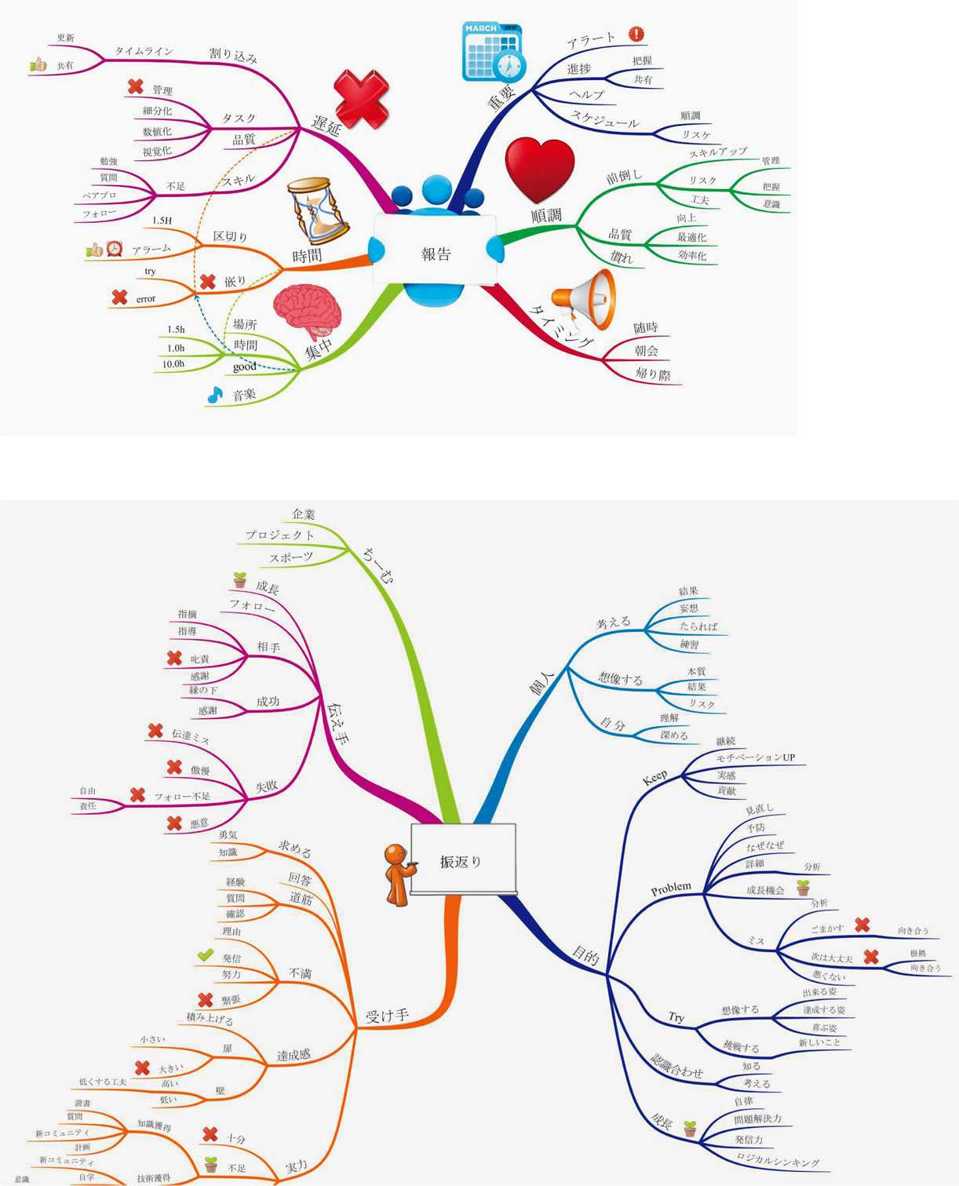 報告
重要
MARCH
アラート
進捗
把握
共有
ヘルプ
スケジュール
順調
リスケ
順調
前倒し
スキルアップ
リスク
管理
把握
意識
工夫
品質
向上
最適化
効率化
慣れ
タイミング
随時
朝会
帰り際
遅延
割り込み
タイムライン
更新
共有
タスク
管理
細分化
数値化
視覚化
品質
スキル
不足
勉強
質問
ペアプロ
フォロー
時間
区切り
1.5H
アラーム
嵌り
try
error
集中
場所
時間
1.5h
1.0h
10.0h
good
音楽
振返り
ちーむ
企業
プロジェクト
スポーツ
伝え手
成長
フォロー
相手
指摘
指導
叱責
感謝
成功
縁の下
感謝
失敗
伝達ミス
傲慢
フォロー不足
自由
責任
悪意
受け手
求める
勇気
知識
回答
道筋
経験
質問
確認
不満
理由
発信
努力
緊張
達成感
積み上げる
扉
小さい
大きい
壁
高い
低くする工夫
低い
実力
十分
不足
知識獲得
読書
質問
新コミュニティ
計画
技術獲得
新コミュニティ
自学
意識
個人
考える
結果
妄想
たられば
練習
想像する
本質
結果
リスク
自分
理解
深める
目的
Keep
継続
モチベーションUP
実感
貢献
Problem
見直し
予防
なぜなぜ
詳細
分析
成長機会
ミス
分析
ごまかす
向き合う
次は大丈夫
根拠
向き合う
悪くない
Try
想像する
出来る姿
達成する姿
喜ぶ姿
挑戦する
新しいこと
認識合わせ
知る
考える
成長
自律
問題解決力
発信力
ロジカルシンキング